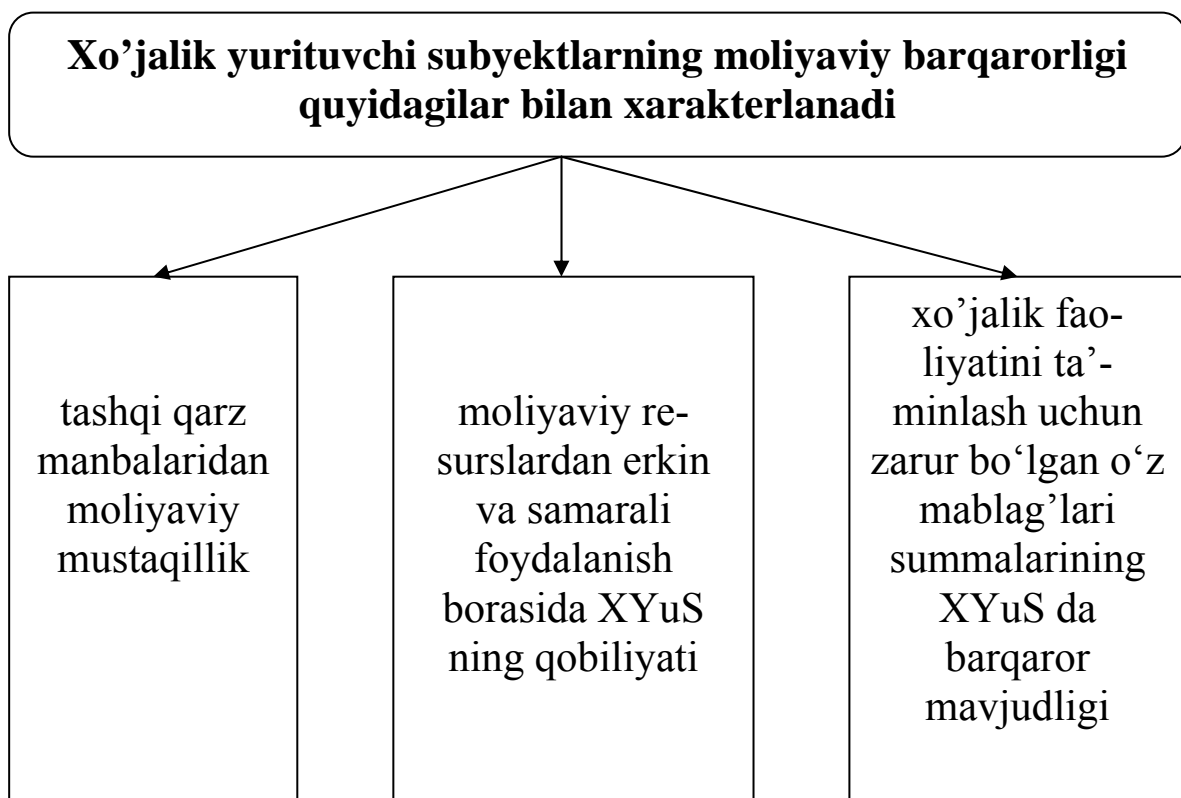 Xo’jalik yurituvchi subyektlarning moliyaviy barqarorligi
quyidagilar bilan xarakterlanadi
tashqi qarz
manbalaridan
moliyaviy
mustaqillik
moliyaviy re-
surslardan erkin
va samarali
foydalanish
borasida XYuS
ning qobiliyati
xo’jalik fao-
liyatini ta’-
minlash uchun
zarur bo‘lgan o‘z
mablag’lari
summalarining
XYuS da
barqaror
mavjudligi